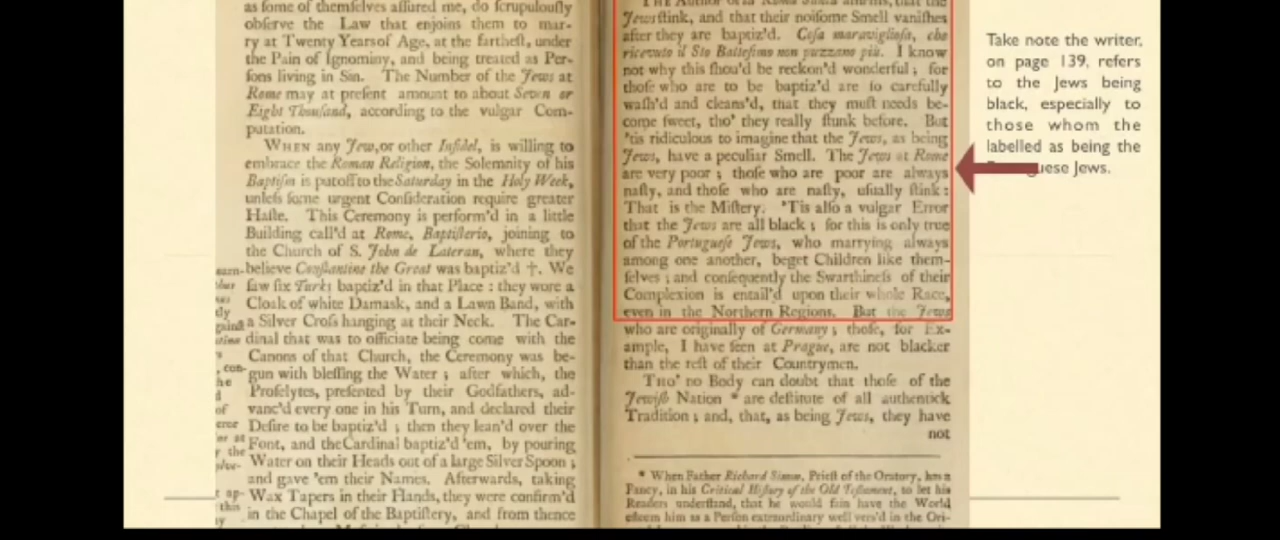 as some of themselves assured me, do scrupulously
observe the Law that enjoins them to mar-
ry at Twenty Years of Age, at the farthest, under
the Pain of Ignominy, and being treated as Per-
sons living in Sin. The Number of the Jews at
Rome may at present amount to about Seven or
Eight Thousand, according to the vulgar Com-
putation.
WHEN any Jew, or other Infidel, is willing to
embrace the Roman Religion, the Solemnity of his
Baptism is put off to the Saturday in the Holy Week,
unless some urgent Consideration require greater
Haste. This Ceremony is perform'd in a little
Building call'd at Rome, Baptisterio, joining to
the Church of S. John de Lateran, where they
believe Constantine the Great was baptiz'd †. We
saw six Turks baptiz'd in that Place : they wore a
Cloak of white Damask, and a Lawn Band, with
a Silver Cross hanging at their Neck. The Car-
dinal that was to officiate being come with the
Canons of that Church, the Ceremony was be-
gun with blessing the Water ; after which, the
Proselytes, presented by their Godfathers, ad-
vanc'd every one in his Turn, and declared their
Desire to be baptiz'd ; then they lean'd over the
Font, and the Cardinal baptiz'd 'em, by pouring
Water on their Heads out of a large Silver Spoon ;
and gave 'em their Names. Afterwards, taking
Wax Tapers in their Hands, they were confirm'd
in the Chapel of the Baptistery, and from thence
Jews stink, and that their noisome Smell vanishes
after they are baptiz'd. Cosa maravigliosa, che
ricevuto il Sto Battesimo non puzzano più. I know
not why this shou'd be reckon'd wonderful ; for
those who are to be baptiz'd are so carefully
wash'd and cleans'd, that they must needs be-
come sweet, tho' they really stunk before. But
'tis ridiculous to imagine that the Jews, as being
Jews, have a peculiar Smell. The Jews at Rome
are very poor ; those who are poor are always
nasty, and those who are nasty, usually stink :
That is the Mistery. 'Tis also a vulgar Error
that the Jews are all black ; for this is only true
of the Portuguese Jews, who marrying always
among one another, beget Children like them-
selves ; and consequently the Swarthiness of their
Complexion is entail'd upon their whole Race,
even in the Northern Regions. But the Jews
who are originally of Germany ; those, for Ex-
ample, I have seen at Prague, are not blacker
than the rest of their Countrymen.
THO' no Body can doubt that those of the
Jewish Nation * are destitute of all authentick
Tradition ; and, that, as being Jews, they have
not
* When Father Richard Simon, Priest of the Oratory, has a
Fancy, in his Critical History of the Old Testament, to let his
Readers understand, that he would fain have the World
esteem him as a Person extraordinary well vers'd in the Ori-
Take note the writer,
on page 139, refers
to the Jews being
black, especially to
those whom the
labelled as being the
guese Jews.